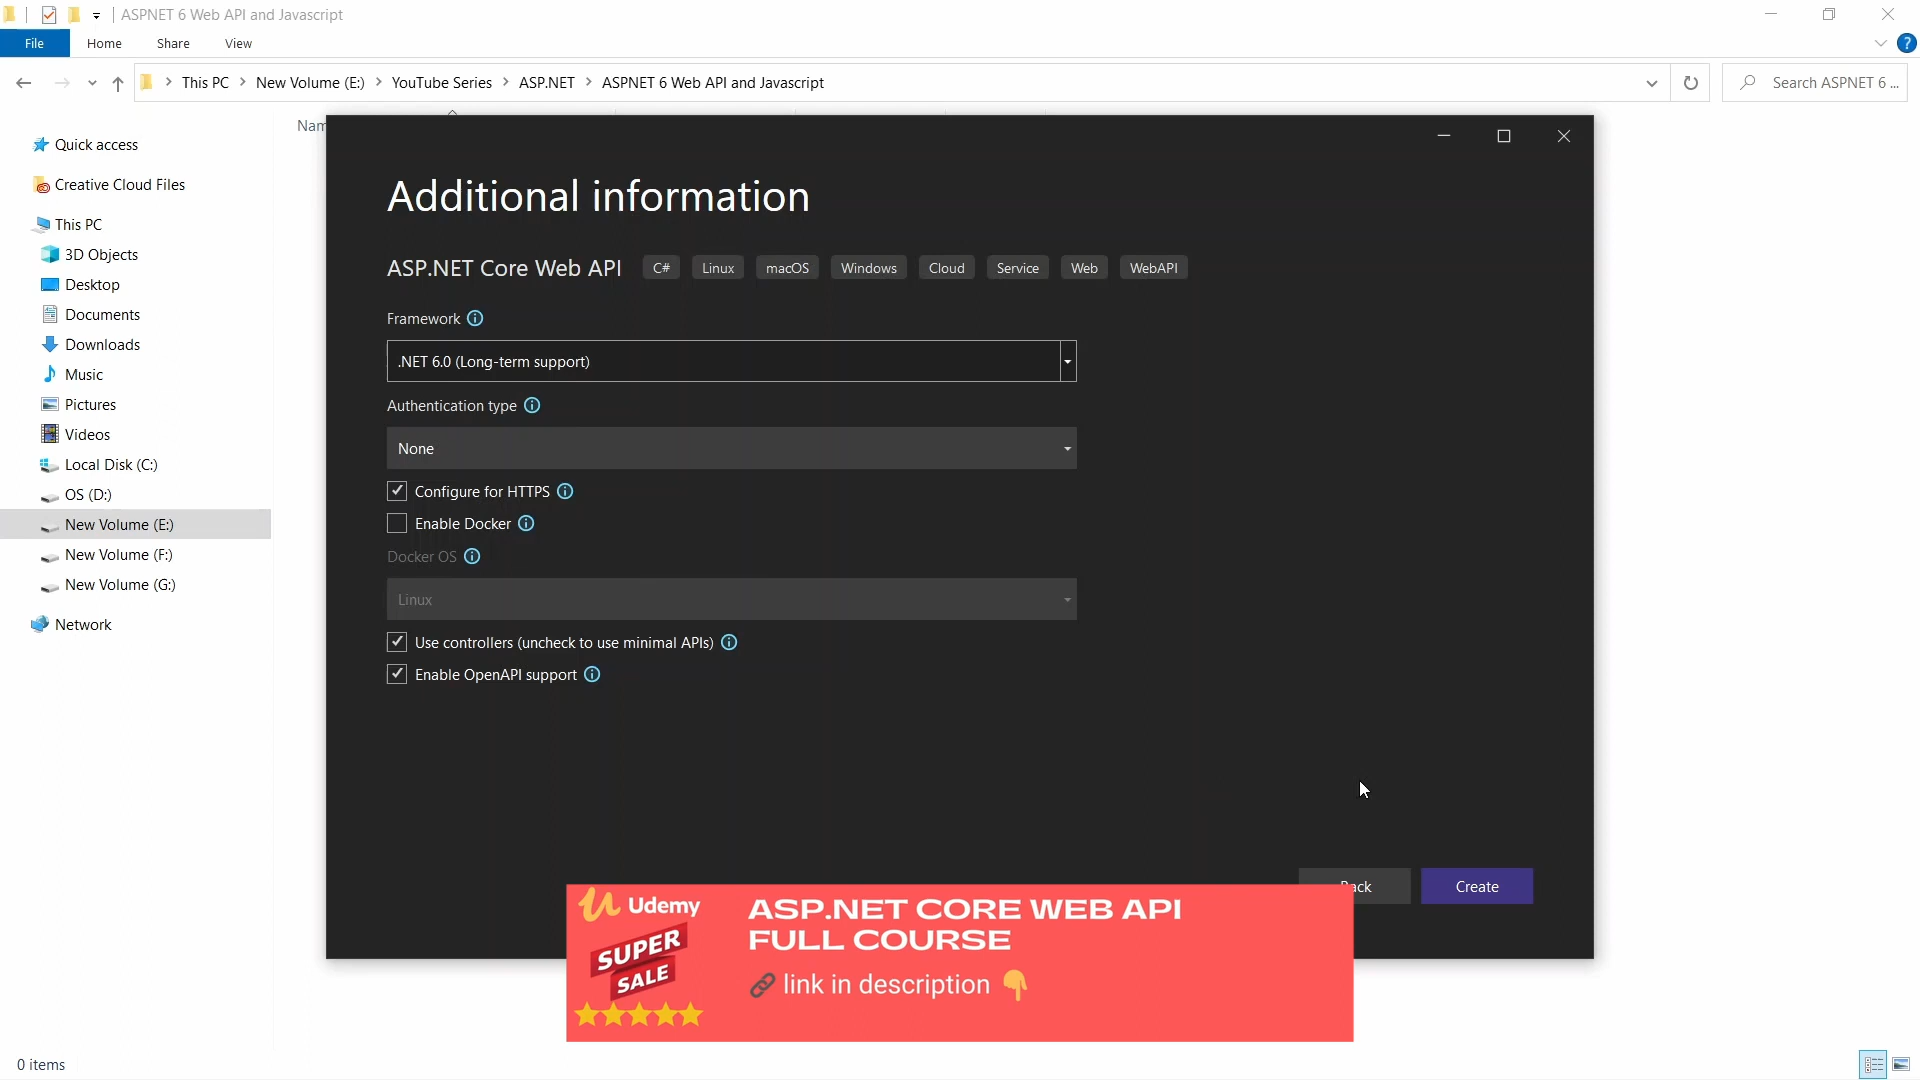 ASPNET 6 Web API and Javascript
File Home Share View
This PC New Volume (E:) YouTube Series ASP.NET ASPNET 6 Web API and Javascript
Search ASPNET 6 ...
Quick access
Creative Cloud Files
This PC
3D Objects
Desktop
Documents
Downloads
Music
Pictures
Videos
Local Disk (C:)
OS (D:)
New Volume (E:)
New Volume (F:)
New Volume (G:)
Network
0 items
Additional information
ASP.NET Core Web API C# Linux macOS Windows Cloud Service Web WebAPI
Framework
.NET 6.0 (Long-term support)
Authentication type
None
Configure for HTTPS
Enable Docker
Docker OS
Linux
Use controllers (uncheck to use minimal APIs)
Enable OpenAPI support
Create
Udemy
SUPER
SALE
ASP.NET CORE WEB API
FULL COURSE
link in description